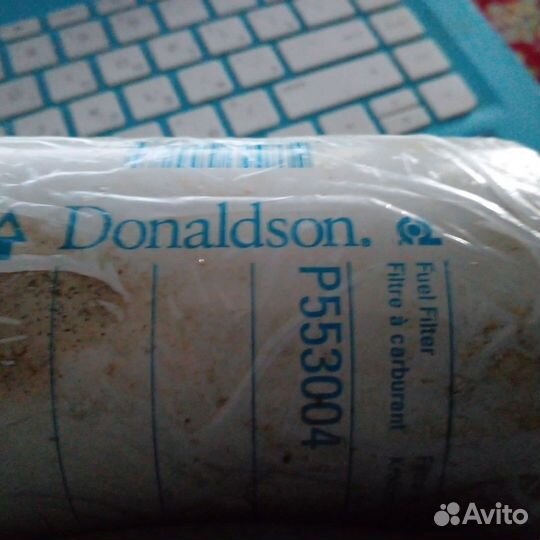 Donaldson.
P553004
Fuel Filter
Filtre à carburant
Avito